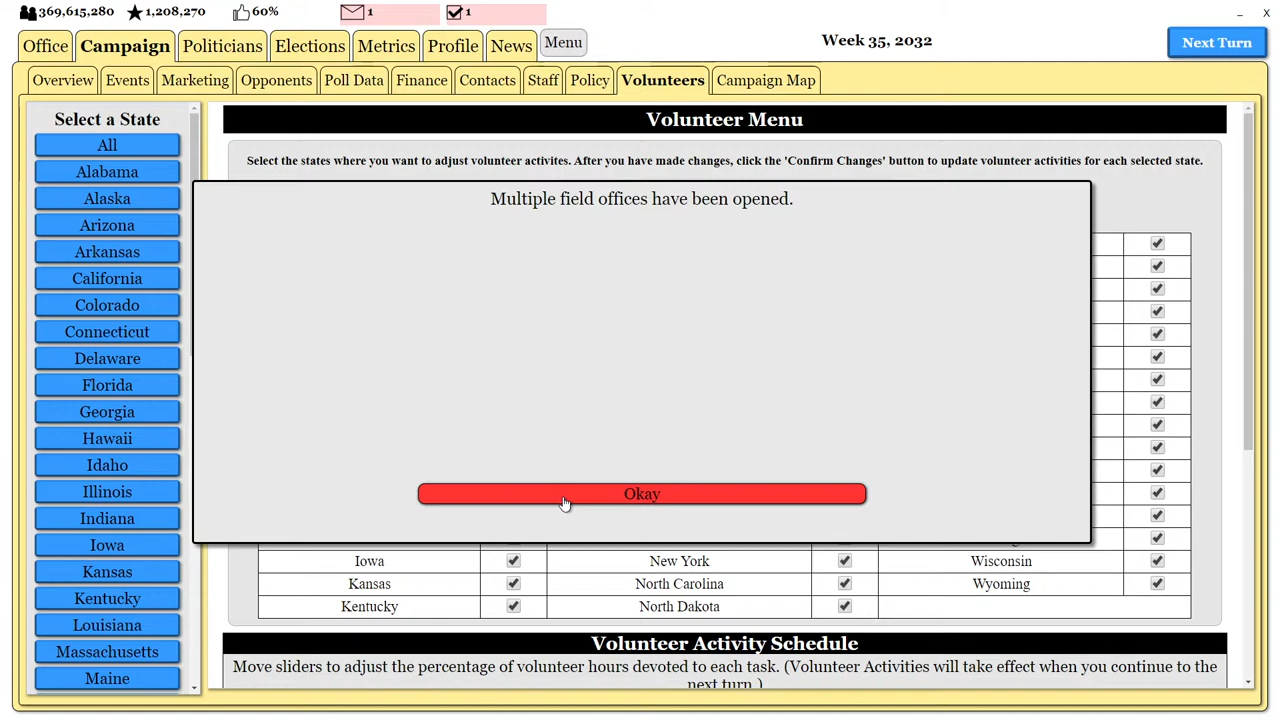 369,615,280 1,208,270 60% 1 1 _ X
Office Campaign Politicians Elections Metrics Profile News Menu Week 35, 2032 Next Turn
Overview Events Marketing Opponents Poll Data Finance Contacts Staff Policy Volunteers Campaign Map
Select a State
All
Alabama
Alaska
Arizona
Arkansas
California
Colorado
Connecticut
Delaware
Florida
Georgia
Hawaii
Idaho
Illinois
Indiana
Iowa
Kansas
Kentucky
Louisiana
Massachusetts
Maine
Volunteer Menu
Select the states where you want to adjust volunteer activites. After you have made changes, click the 'Confirm Changes' button to update volunteer activities for each selected state.
Multiple field offices have been opened.
Okay
Iowa New York Wisconsin
Kansas North Carolina Wyoming
Kentucky North Dakota
Volunteer Activity Schedule
Move sliders to adjust the percentage of volunteer hours devoted to each task. (Volunteer Activities will take effect when you continue to the
next turn.)